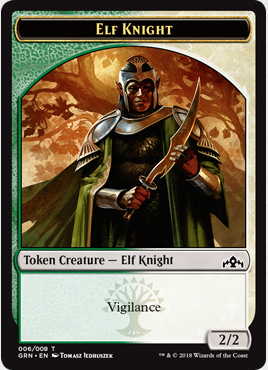 Elf Knight
Token Creature — Elf Knight
Vigilance
2/2
006/008 T
GRN • EN Tomasz Jedruszek
™ & © 2018 Wizards of the Coast